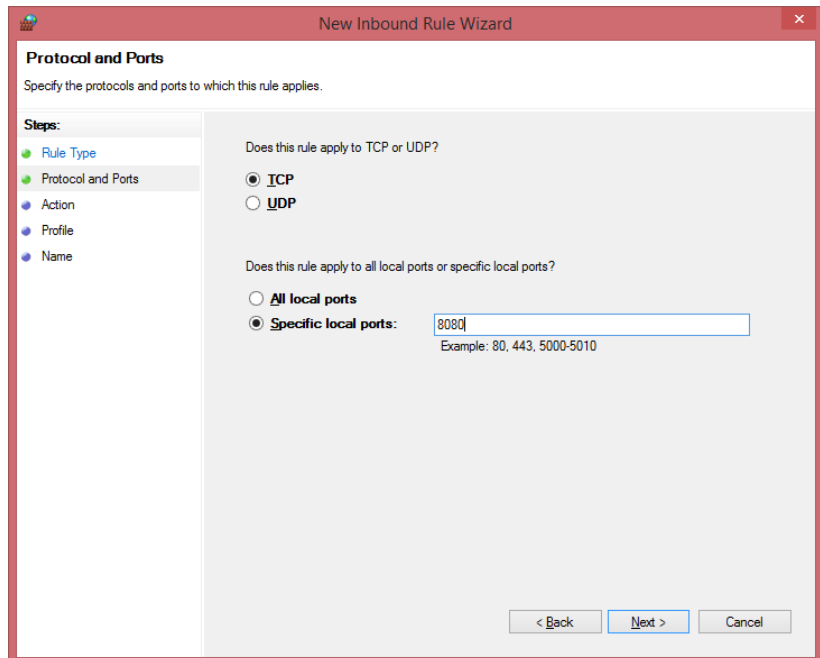 New Inbound Rule Wizard
Protocol and Ports
Specify the protocols and ports to which this rule applies.
Steps:
Rule Type
Protocol and Ports
Action
Profile
Name
Does this rule apply to TCP or UDP?
TCP
UDP
Does this rule apply to all local ports or specific local ports?
All local ports
Specific local ports: 8080
Example: 80, 443, 5000-5010
< Back Next > Cancel